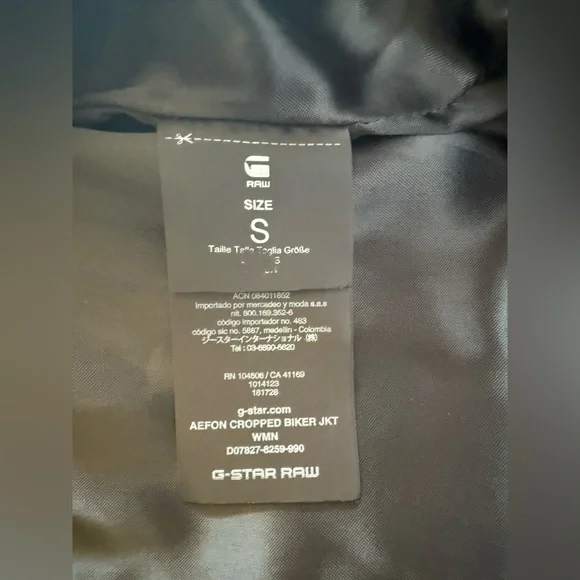 RAW
SIZE
S
Taille Talla Taglia Größe
ACN 084011852
Importado por mercadeo y moda s.a.s
nit. 800.169.352-6
código importador no. 463
código sic no. 5887, medellín - Colombia
ジースターインターナショナル (株)
Tel : 03-6890-5620
RN 104506 / CA 41169
1014123
181728
g-star.com
AEFON CROPPED BIKER JKT
WMN
D07827-8259-990
G-STAR RAW